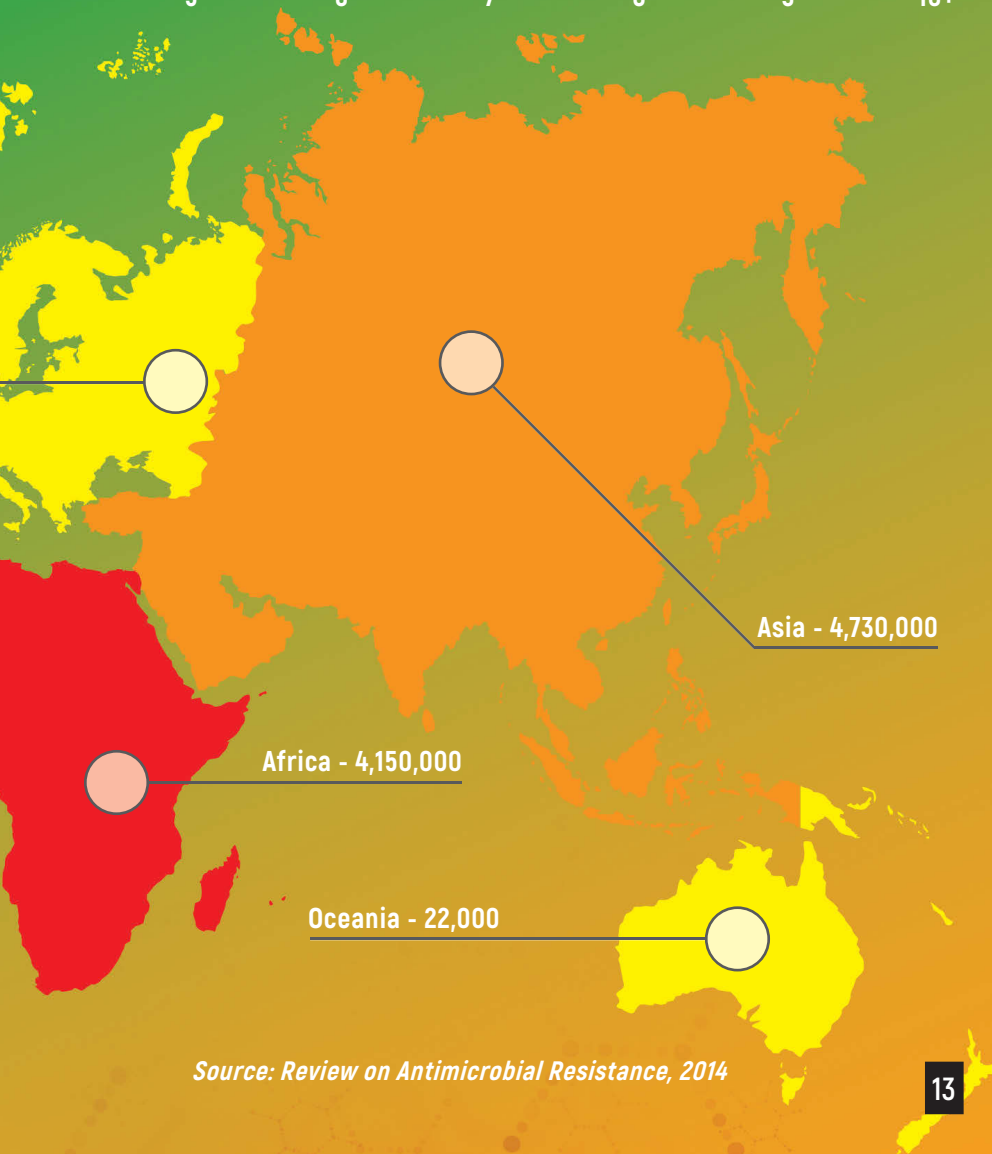 Asia - 4,730,000
Africa - 4,150,000
Oceania - 22,000
Source: Review on Antimicrobial Resistance, 2014
13